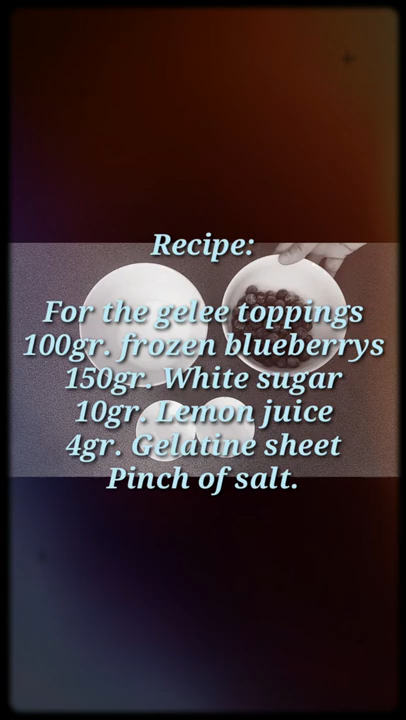 Recipe:
For the gelee toppings
100gr. frozen blueberrys
150gr. White sugar
10gr. Lemon juice
4gr. Gelatine sheet
Pinch of salt.